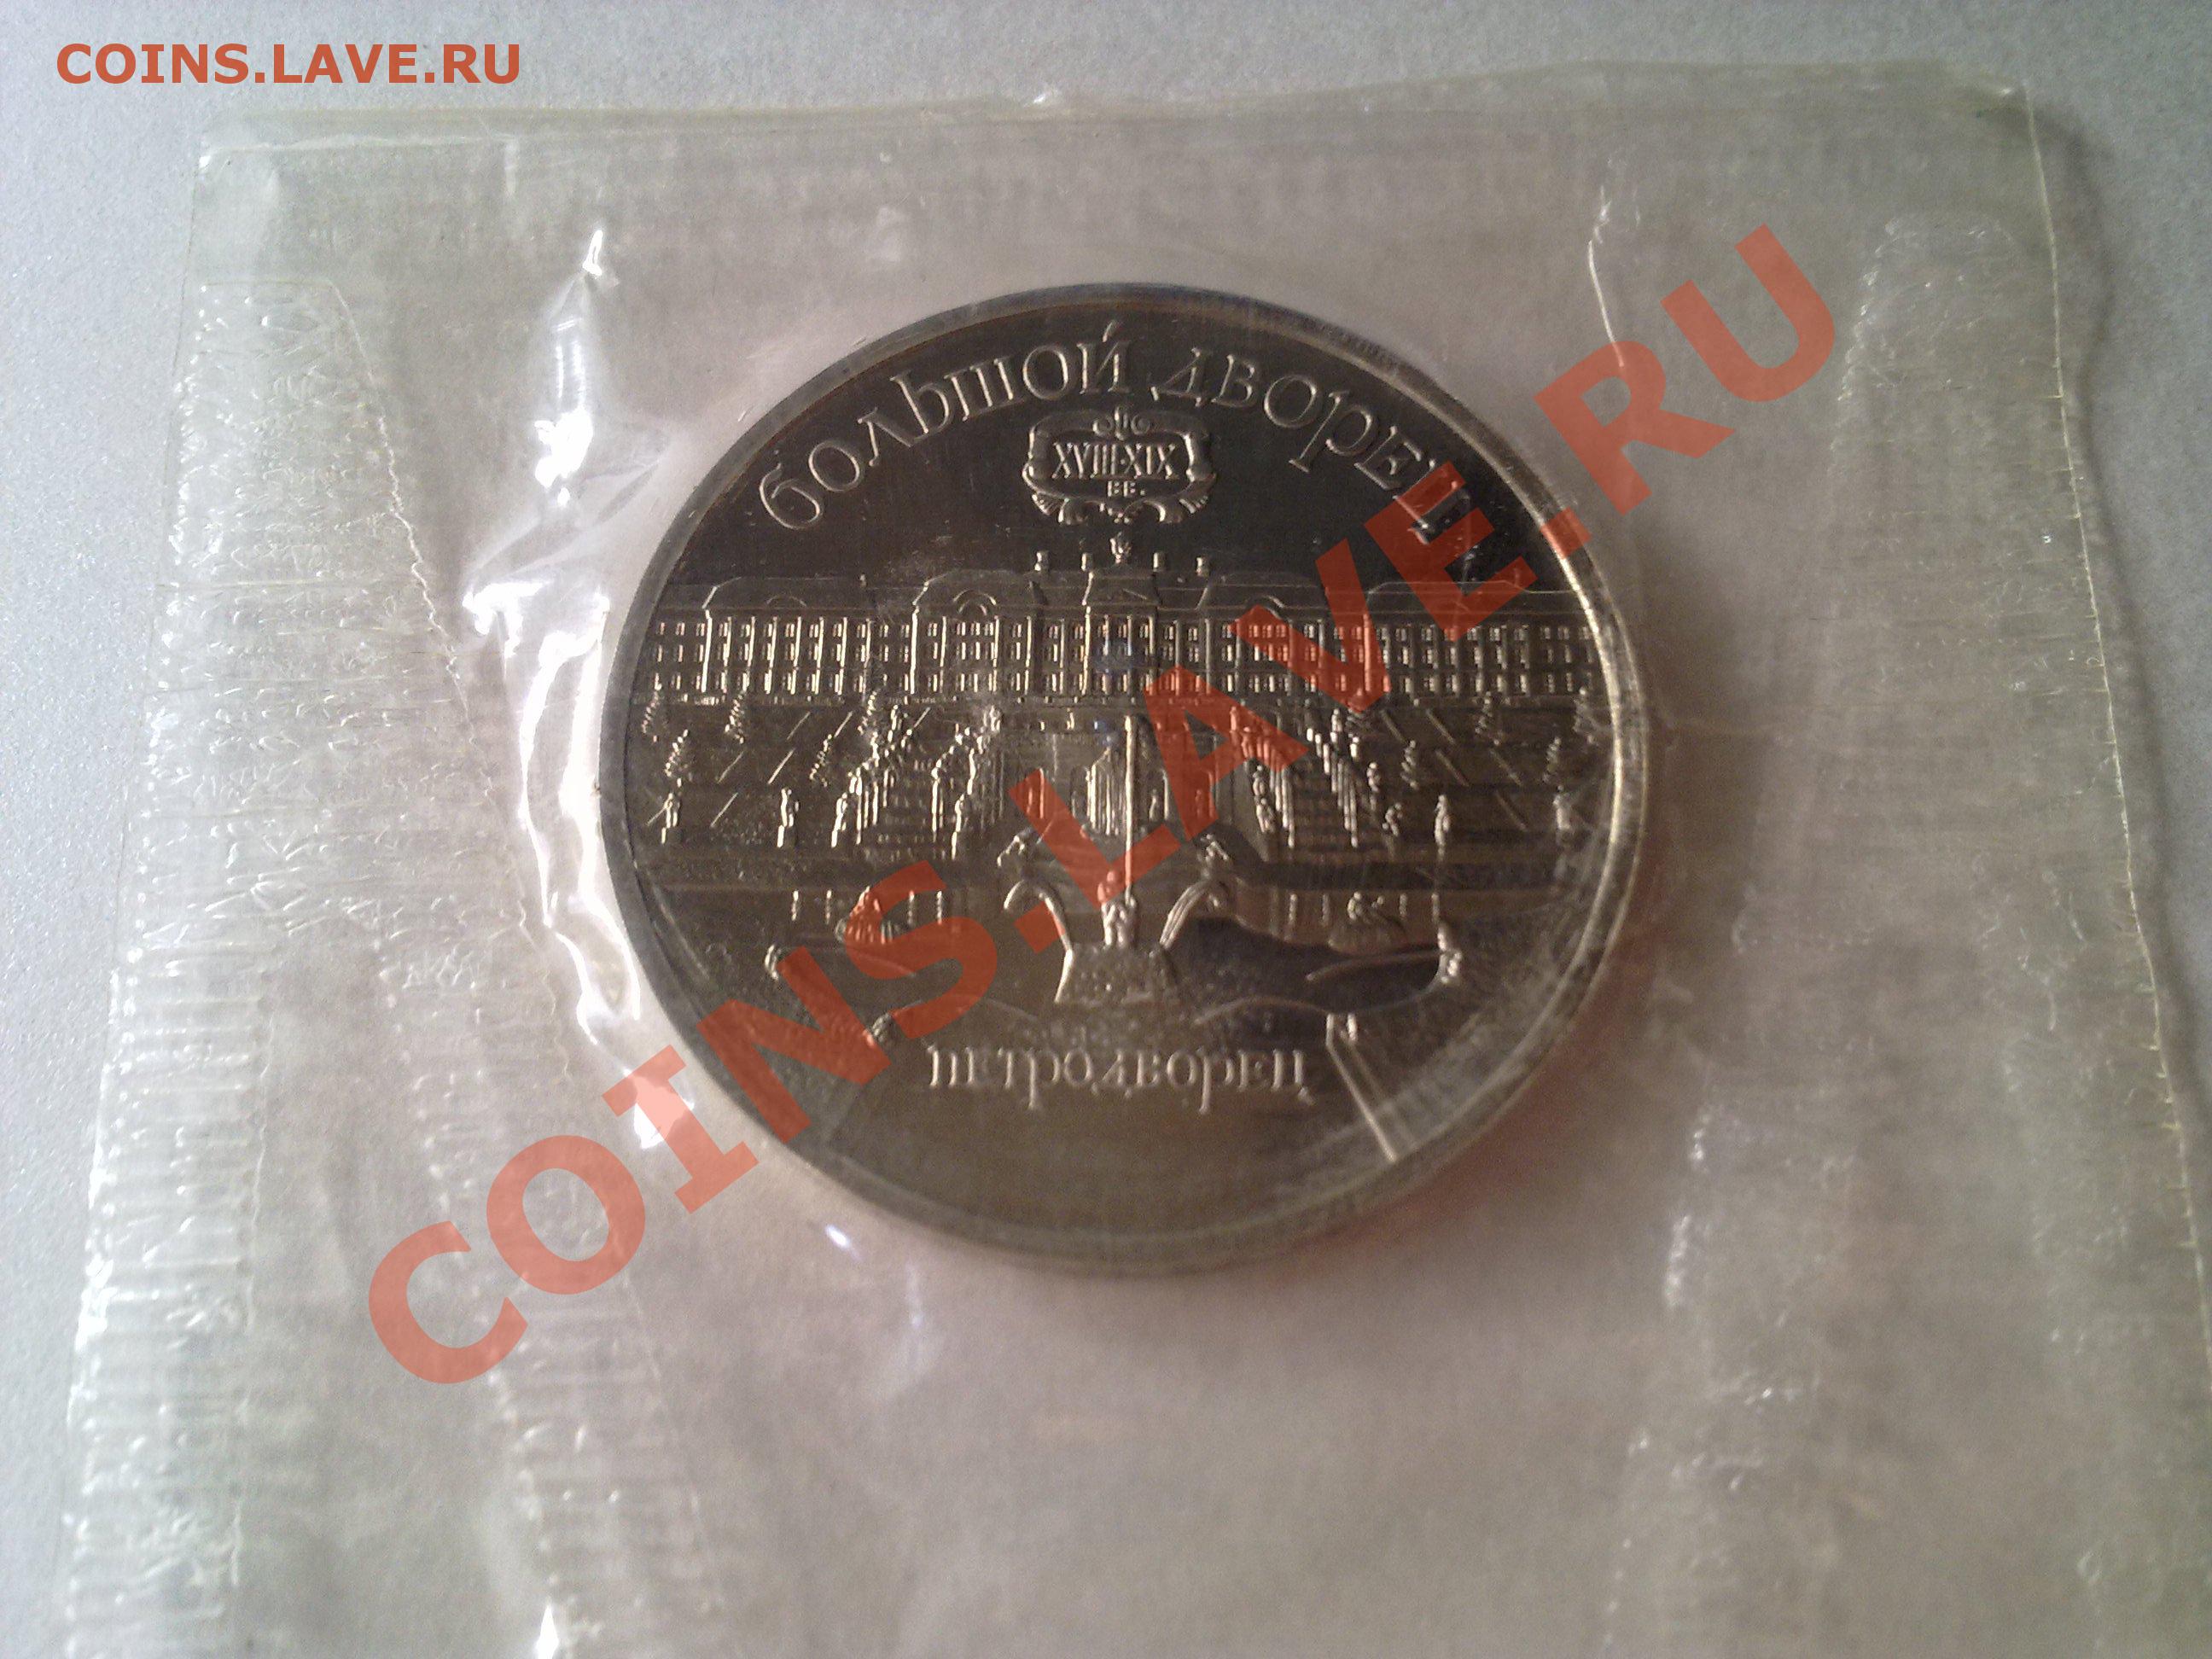 COINS.LAVE.RU
большой дворец
XVIII-XIX
ВВ.
петродворец
COINS.LAVE.RU